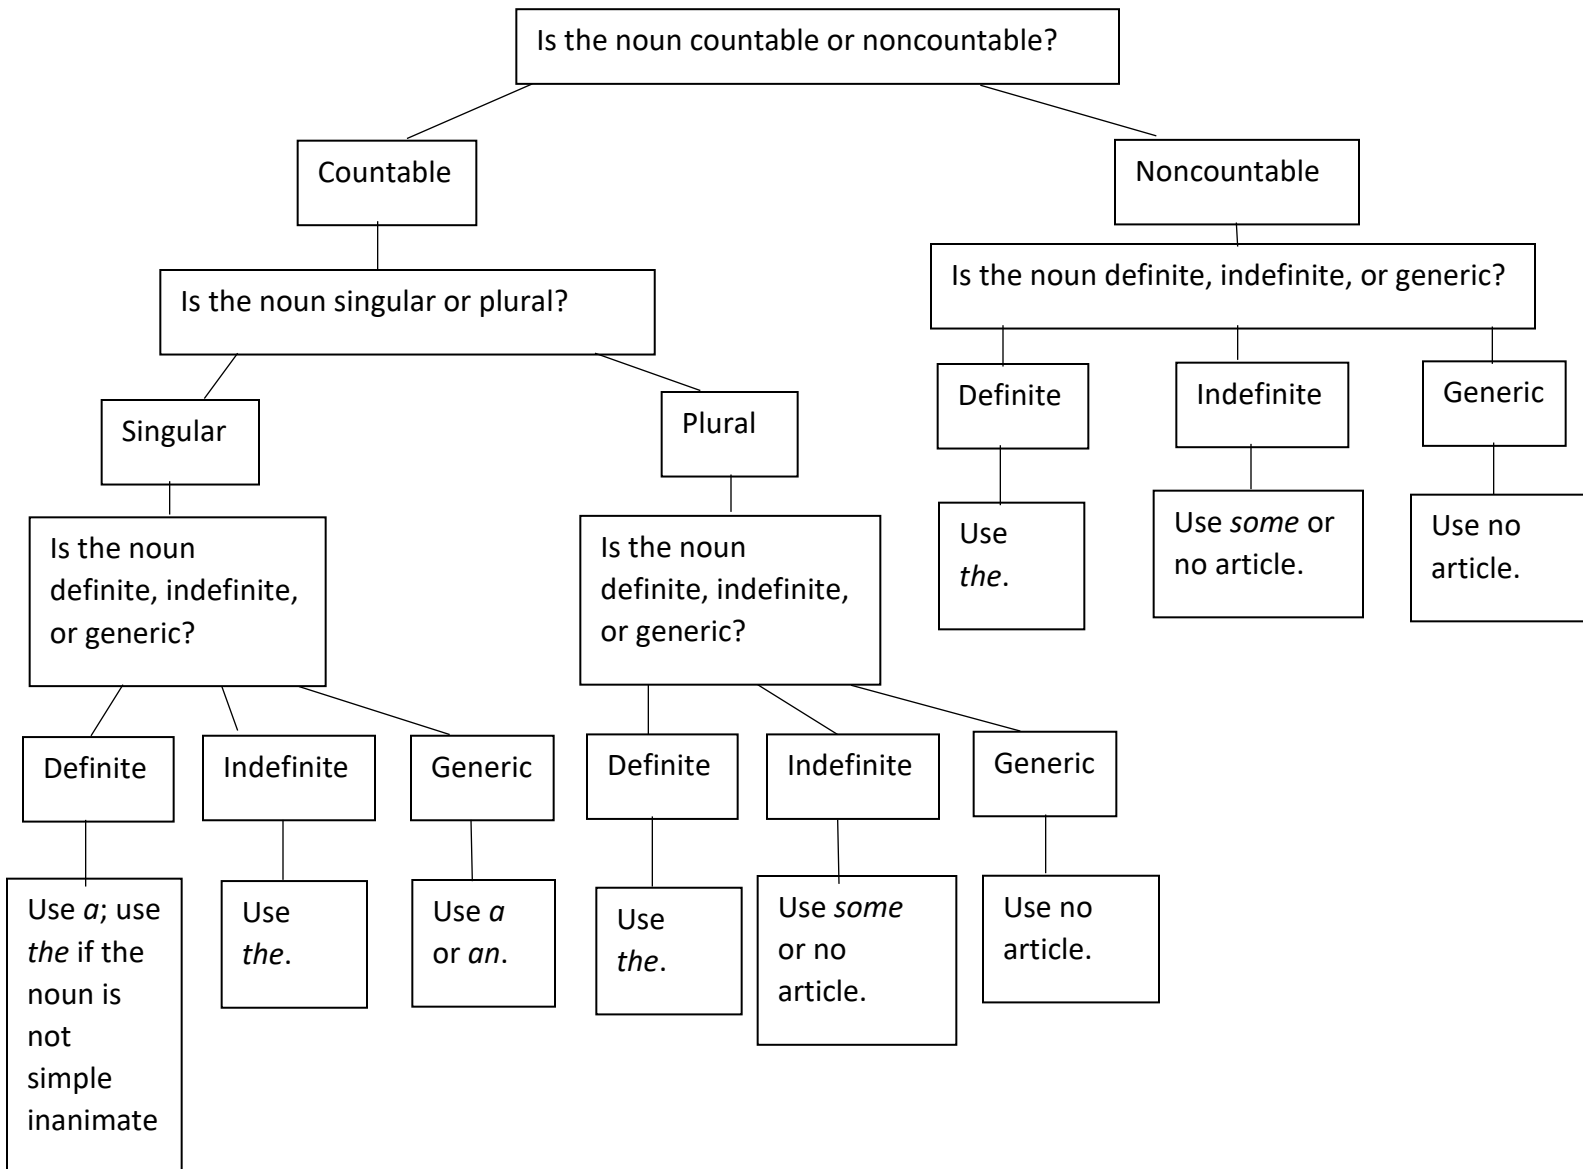 Is the noun countable or noncountable?
Countable
Noncountable
Is the noun singular or plural?
Is the noun definite, indefinite, or generic?
Singular
Plural
Definite
Indefinite
Generic
Is the noun
definite, indefinite,
or generic?
Is the noun
definite, indefinite,
or generic?
Use
the.
Use some or
no article.
Use no
article.
Definite
Indefinite
Generic
Definite
Indefinite
Generic
Use a; use
the if the
noun is
not
simple
inanimate
Use
the.
Use a
or an.
Use
the.
Use some
or no
article.
Use no
article.